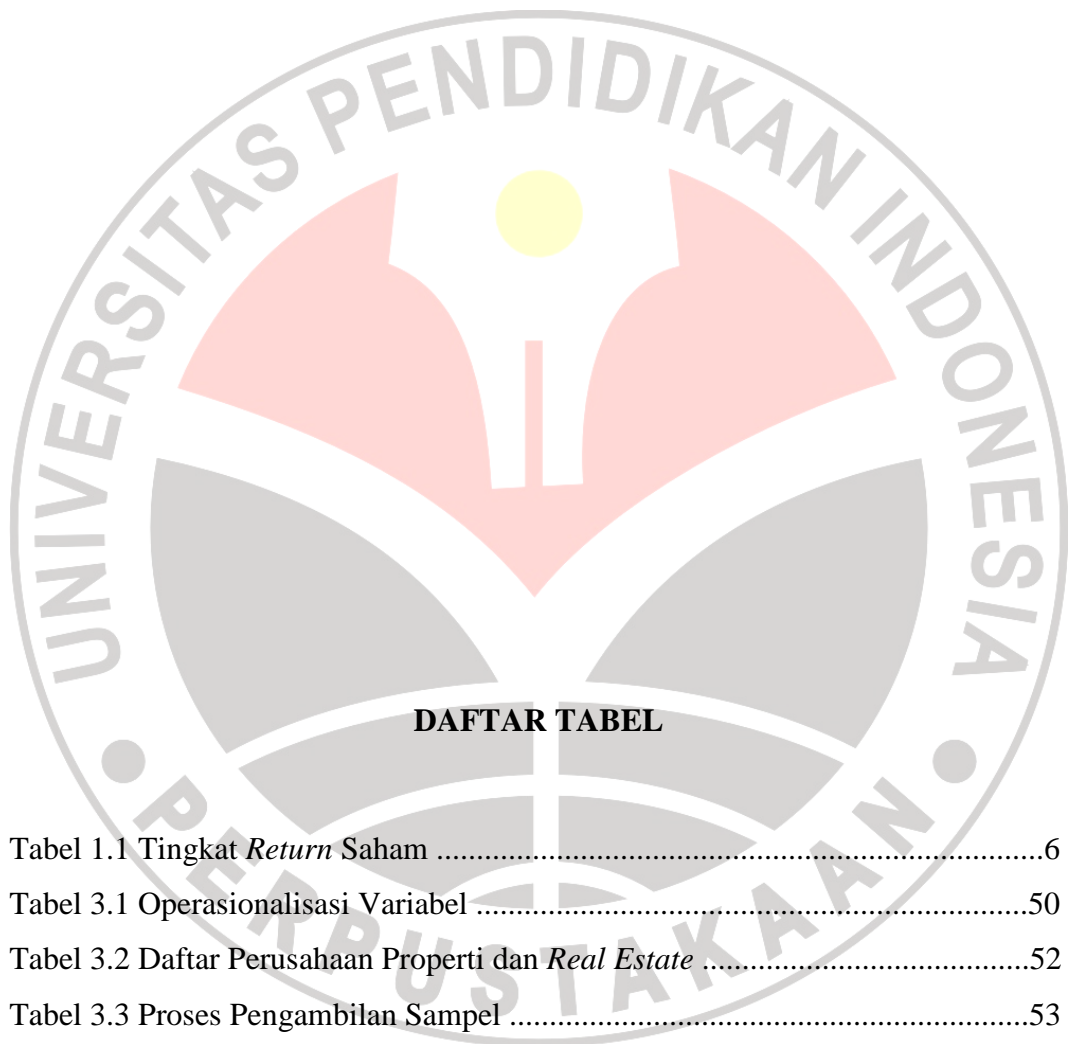 UNIVERSITAS PENDIDIKAN INDONESIA
PERPUSTAKAAN
DAFTAR TABEL
Tabel 1.1 Tingkat Return Saham ..........................................................................6
Tabel 3.1 Operasionalisasi Variabel ...................................................................50
Tabel 3.2 Daftar Perusahaan Properti dan Real Estate ........................................52
Tabel 3.3 Proses Pengambilan Sampel ...............................................................53